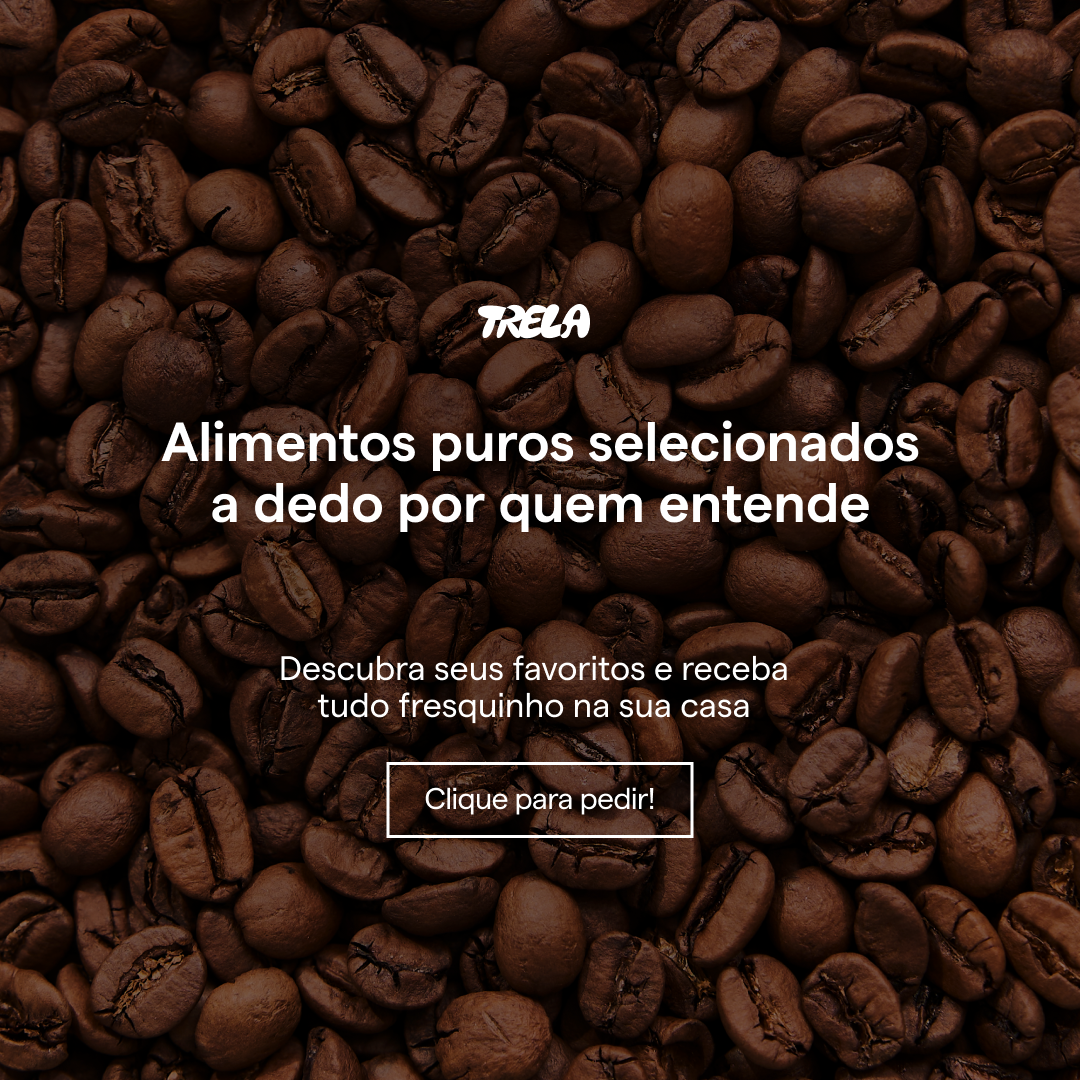 TRELA
Alimentos puros selecionados
a dedo por quem entende
Descubra seus favoritos e receba
tudo fresquinho na sua casa
Clique para pedir!